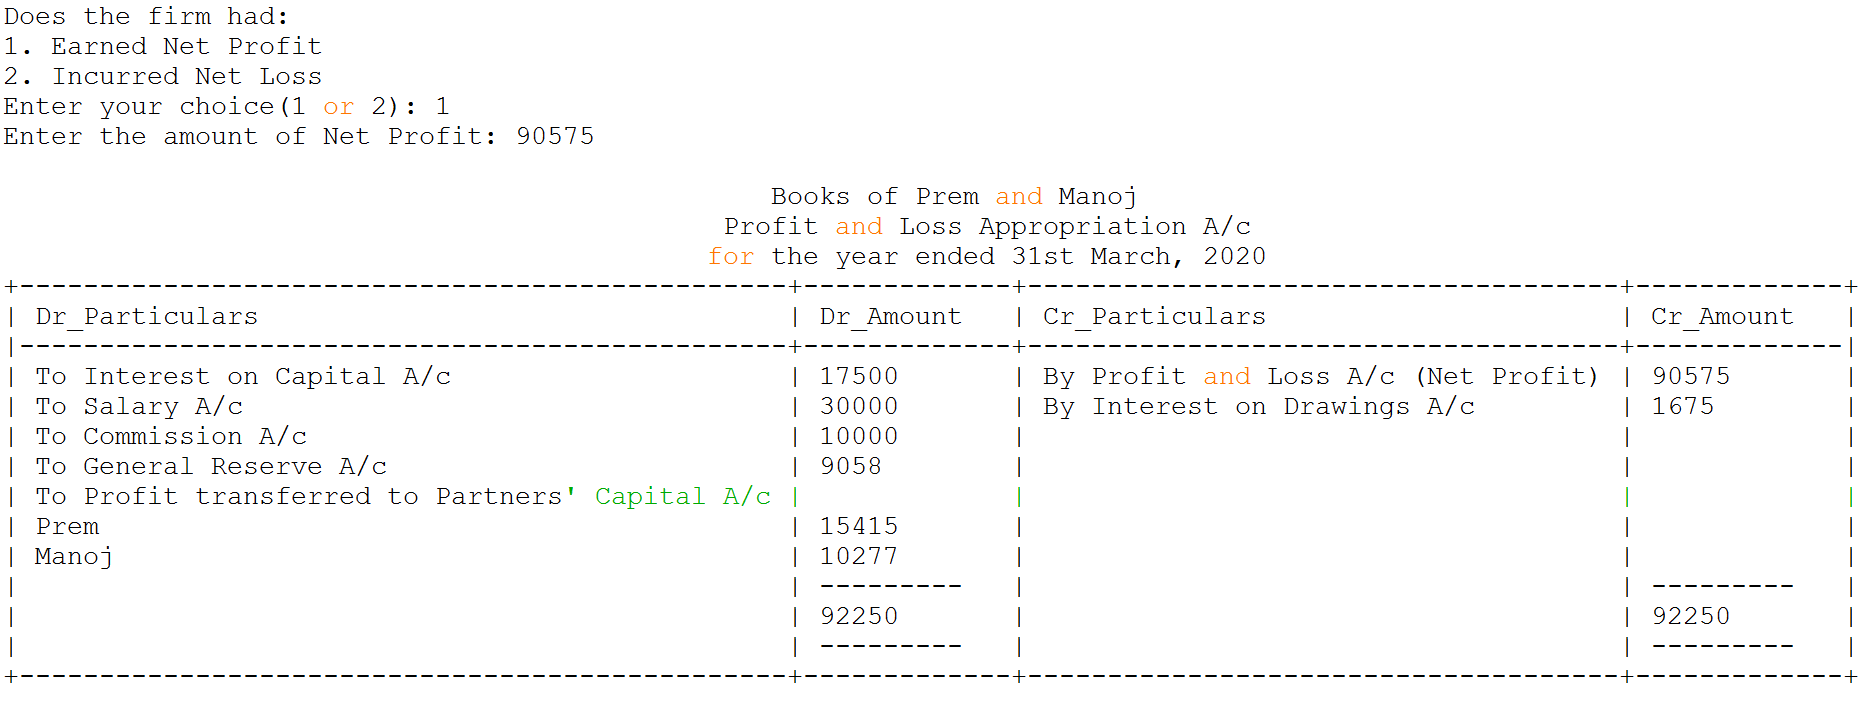 Does the firm had:
1. Earned Net Profit
2. Incurred Net Loss
Enter your choice(1 or 2): 1
Enter the amount of Net Profit: 90575
Books of Prem and Manoj
Profit and Loss Appropriation A/c
for the year ended 31st March, 2020
+------------------------------------------------+-------------+-------------------------------------+-------------+
| Dr_Particulars | Dr_Amount | Cr_Particulars | Cr_Amount |
|------------------------------------------------+-------------+-------------------------------------+-------------|
| To Interest on Capital A/c | 17500 | By Profit and Loss A/c (Net Profit) | 90575 |
| To Salary A/c | 30000 | By Interest on Drawings A/c | 1675 |
| To Commission A/c | 10000 | | |
| To General Reserve A/c | 9058 | | |
| To Profit transferred to Partners' Capital A/c | | | |
| Prem | 15415 | | |
| Manoj | 10277 | | |
| | --------- | | --------- |
| | 92250 | | 92250 |
| | --------- | | --------- |
+------------------------------------------------+-------------+-------------------------------------+-------------+